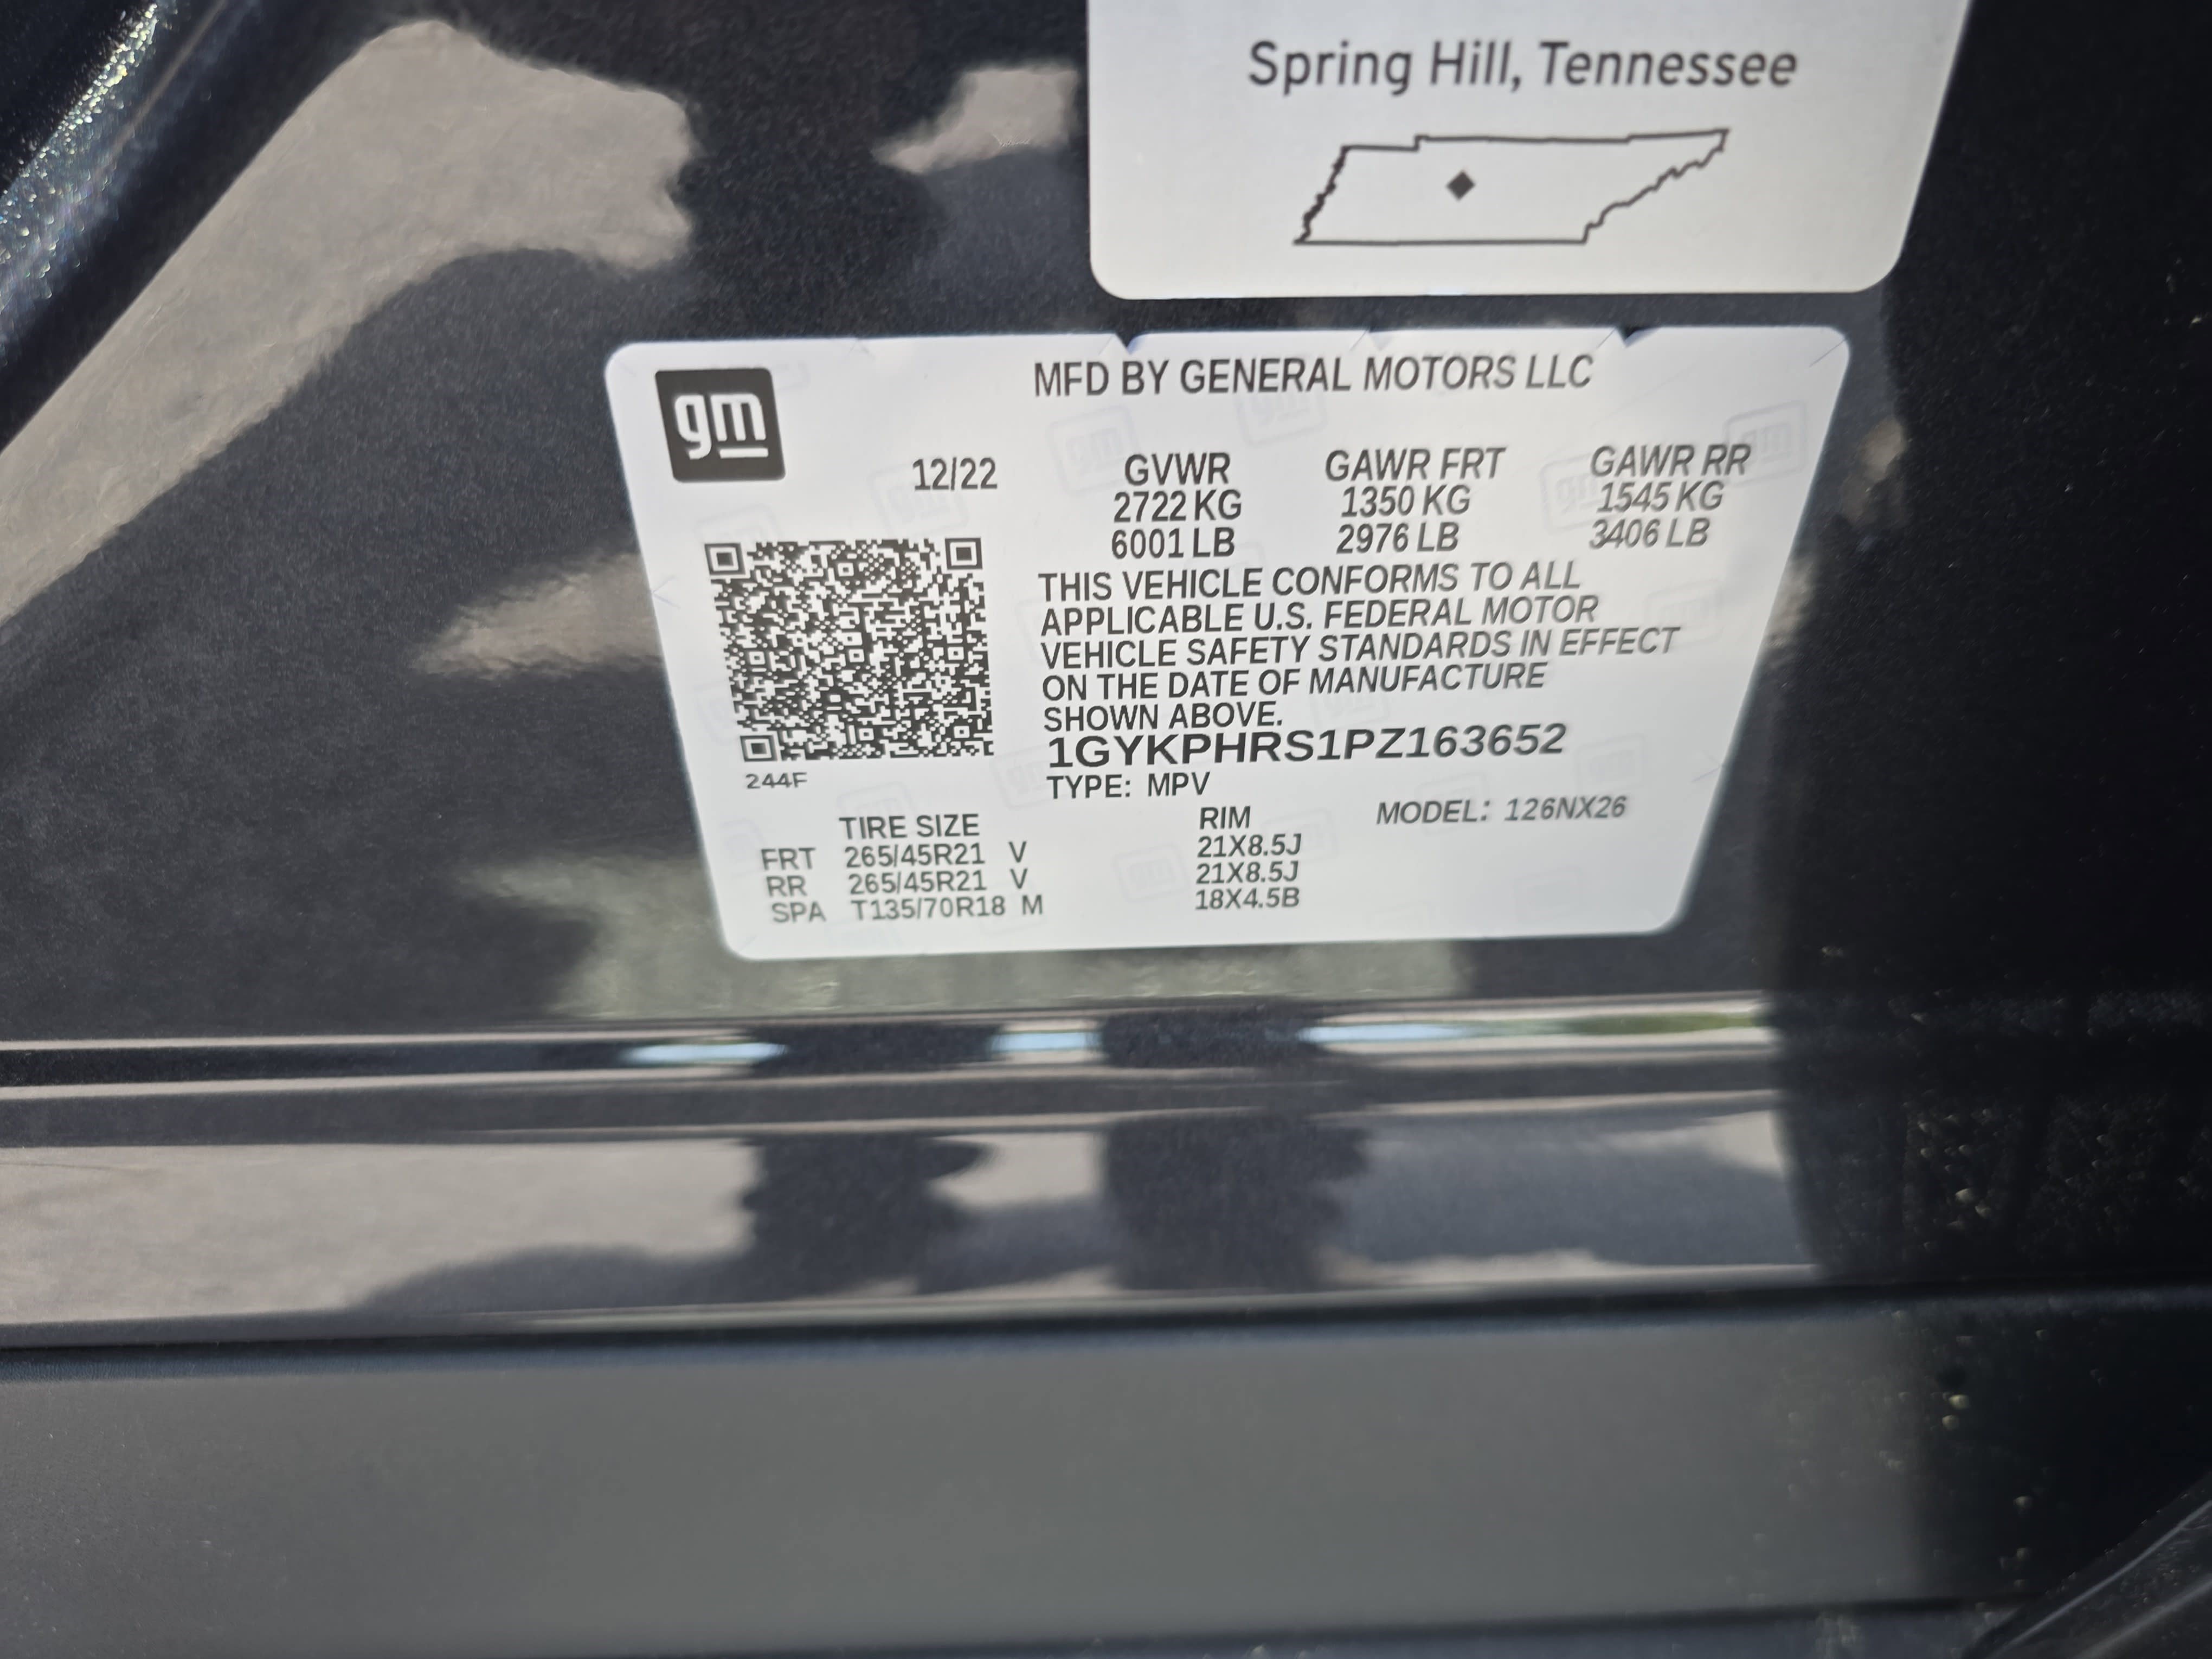 Spring Hill, Tennessee
gm
MFD BY GENERAL MOTORS LLC
12/22 GVWR GAWR FRT GAWR RR
2722 KG 1350 KG 1545 KG
6001 LB 2976 LB 3406 LB
THIS VEHICLE CONFORMS TO ALL
APPLICABLE U.S. FEDERAL MOTOR
VEHICLE SAFETY STANDARDS IN EFFECT
ON THE DATE OF MANUFACTURE
SHOWN ABOVE.
1GYKPHRS1PZ163652
244F
TYPE: MPV
MODEL: 126NX26
TIRE SIZE RIM
FRT 265/45R21 V 21X8.5J
RR 265/45R21 V 21X8.5J
SPA T135/70R18 M 18X4.5B